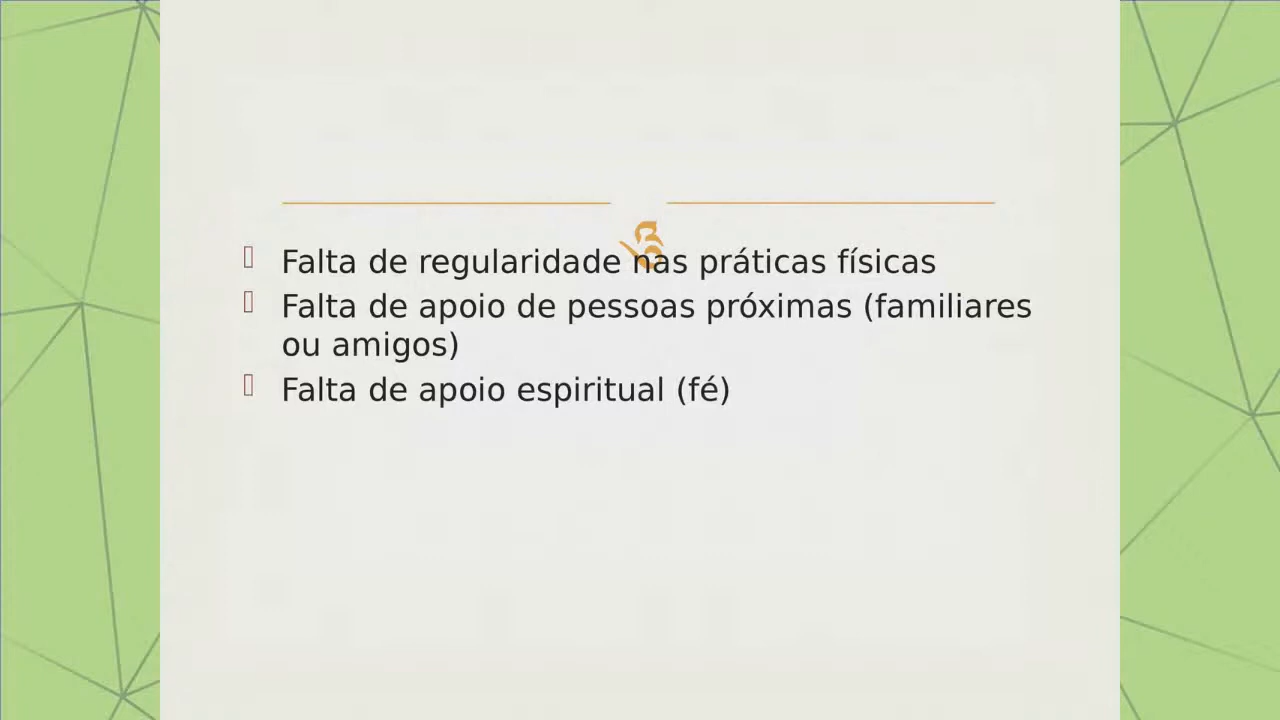 Falta de regularidade nas práticas físicas
Falta de apoio de pessoas próximas (familiares
ou amigos)
Falta de apoio espiritual (fé)